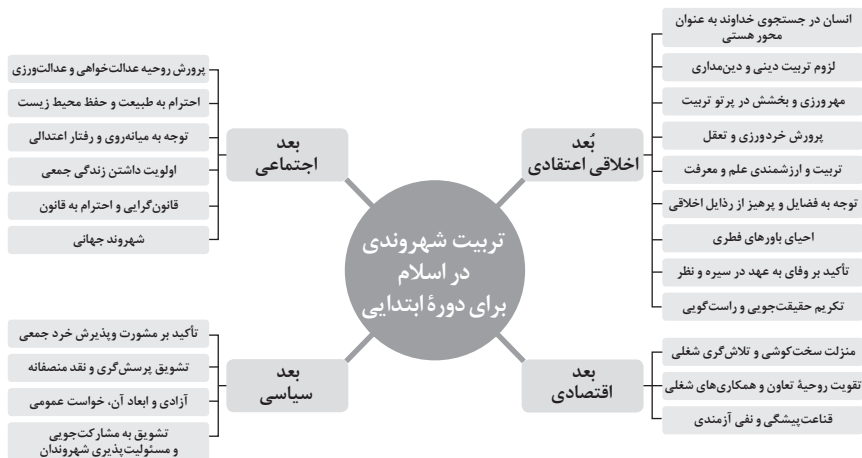 تربیت شهروندی
در اسلام
برای دورۀ ابتدایی
بُعد
اخلاقی اعتقادی
انسان در جستجوی خداوند به عنوان
محور هستی
لزوم تربیت دینی و دین‌مداری
مهرورزی و بخشش در پرتو تربیت
پرورش خردورزی و تعقل
تربیت و ارزشمندی علم و معرفت
توجه به فضایل و پرهیز از رذایل اخلاقی
احیای باورهای فطری
تأکید بر وفای به عهد در سیره و نظر
تکریم حقیقت‌جویی و راست‌گویی
بعد
اقتصادی
منزلت سخت‌کوشی و تلاش‌گری شغلی
تقویت روحیۀ تعاون و همکاری‌های شغلی
قناعت‌پیشگی و نفی آزمندی
بعد
اجتماعی
پرورش روحیه عدالت‌خواهی و عدالت‌ورزی
احترام به طبیعت و حفظ محیط زیست
توجه به میانه‌روی و رفتار اعتدالی
اولویت داشتن زندگی جمعی
قانون‌گرایی و احترام به قانون
شهروند جهانی
بعد
سیاسی
تأکید بر مشورت وپذیرش خرد جمعی
تشویق پرسش‌گری و نقد منصفانه
آزادی و ابعاد آن، خواست عمومی
تشویق به مشارکت‌جویی
و مسئولیت‌پذیری شهروندان